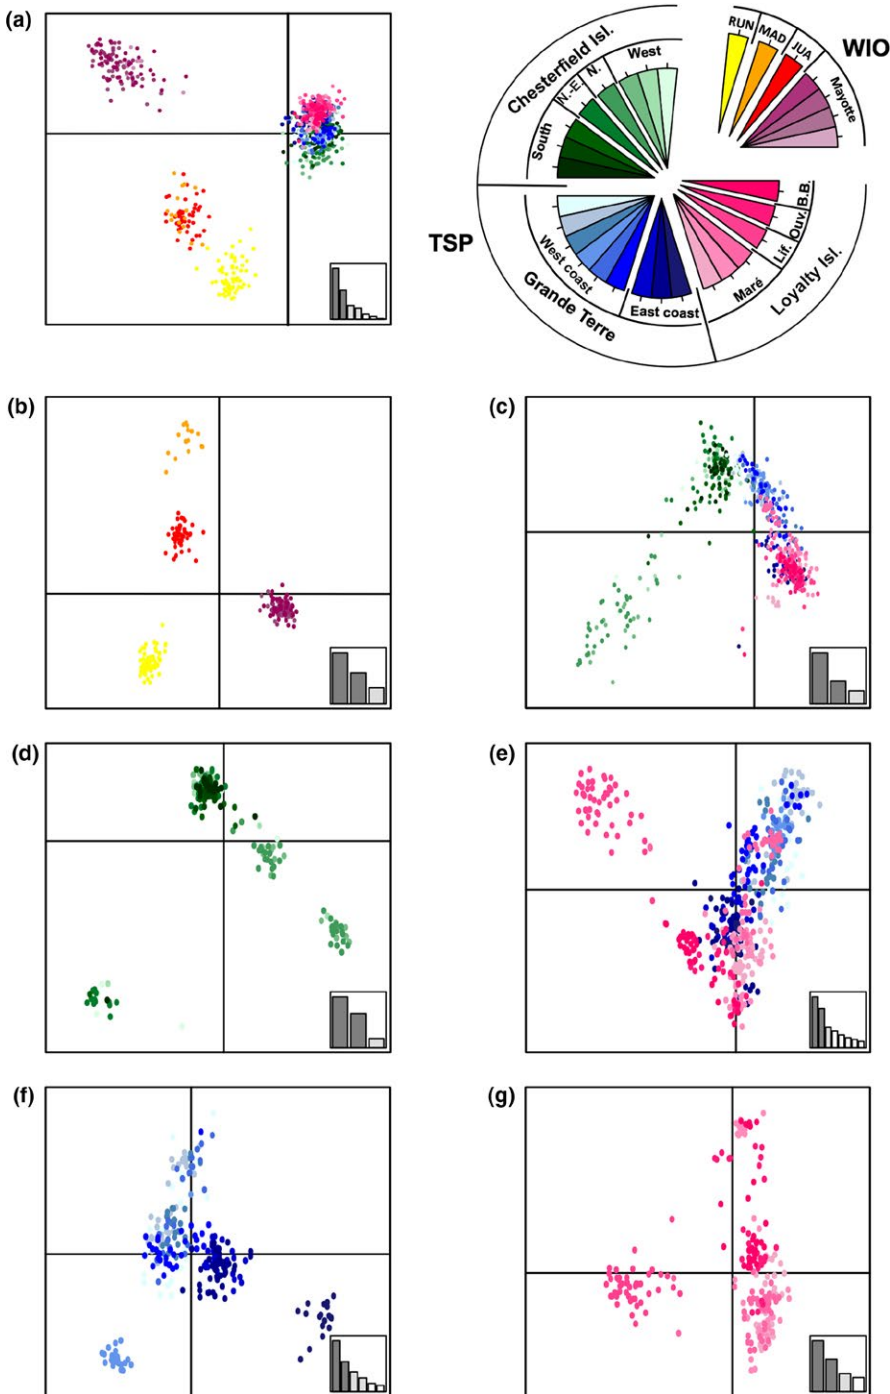 (a)
Chesterfield Isl.
South
N.-E.
N.
West
RUN
MAD
JUA
Mayotte
WIO
TSP
West coast
East coast
Grande Terre
B.B.
Ouv.
Lif.
Maré
Loyalty Isl.
(b)
(c)
(d)
(e)
(f)
(g)